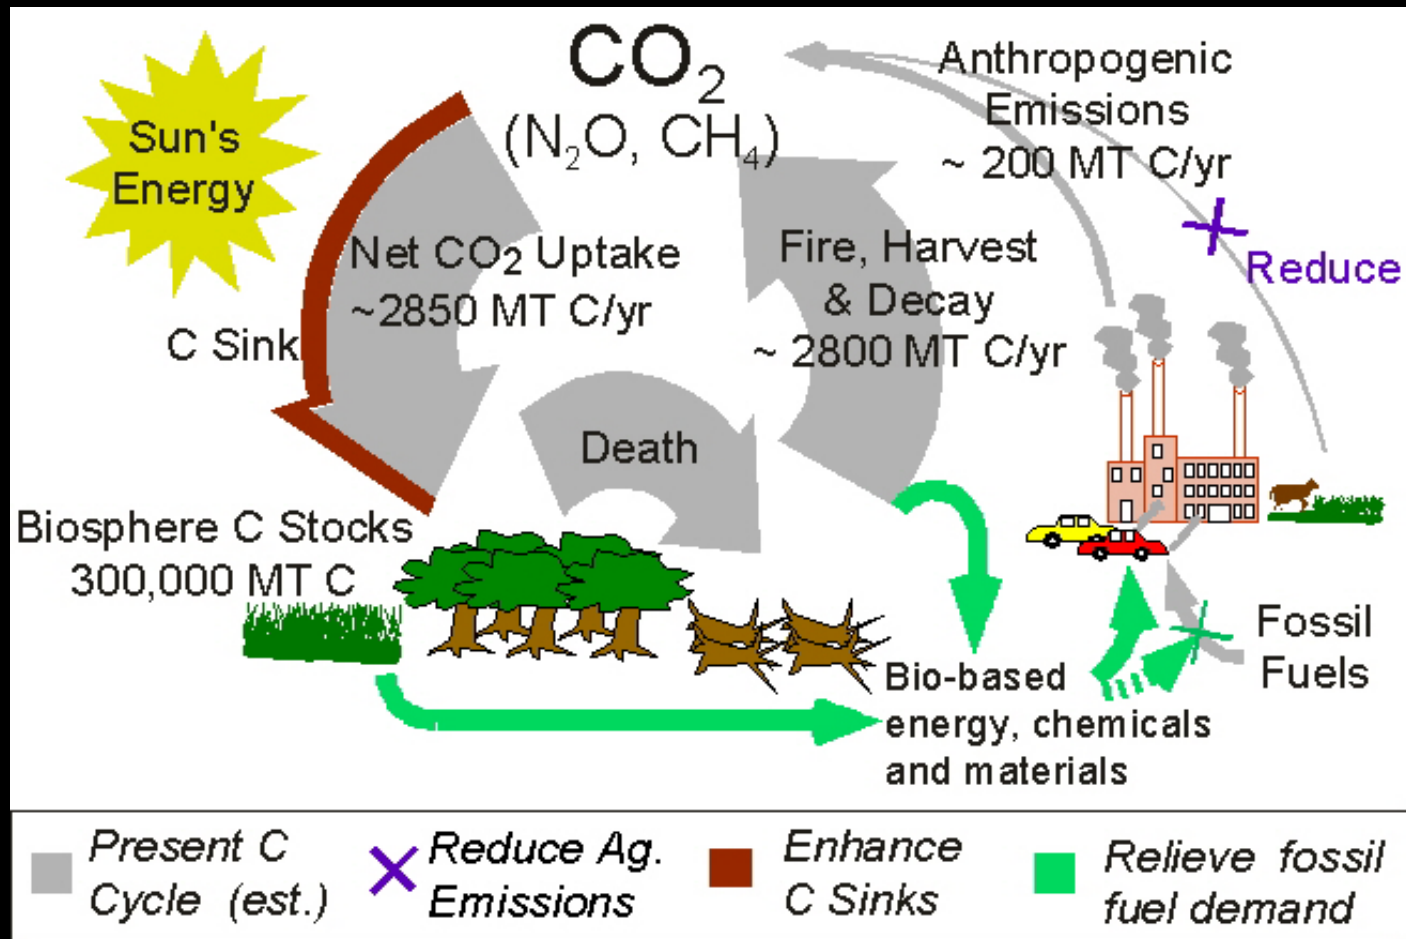 CO₂
(N₂O, CH₄)
Sun's
Energy
Anthropogenic
Emissions
~ 200 MT C/yr
Reduce
Net CO₂ Uptake
~2850 MT C/yr
Fire, Harvest
& Decay
~ 2800 MT C/yr
C Sink
Death
Biosphere C Stocks
300,000 MT C
Fossil
Fuels
Bio-based
energy, chemicals
and materials
Present C
Cycle (est.)
Reduce Ag.
Emissions
Enhance
C Sinks
Relieve fossil
fuel demand